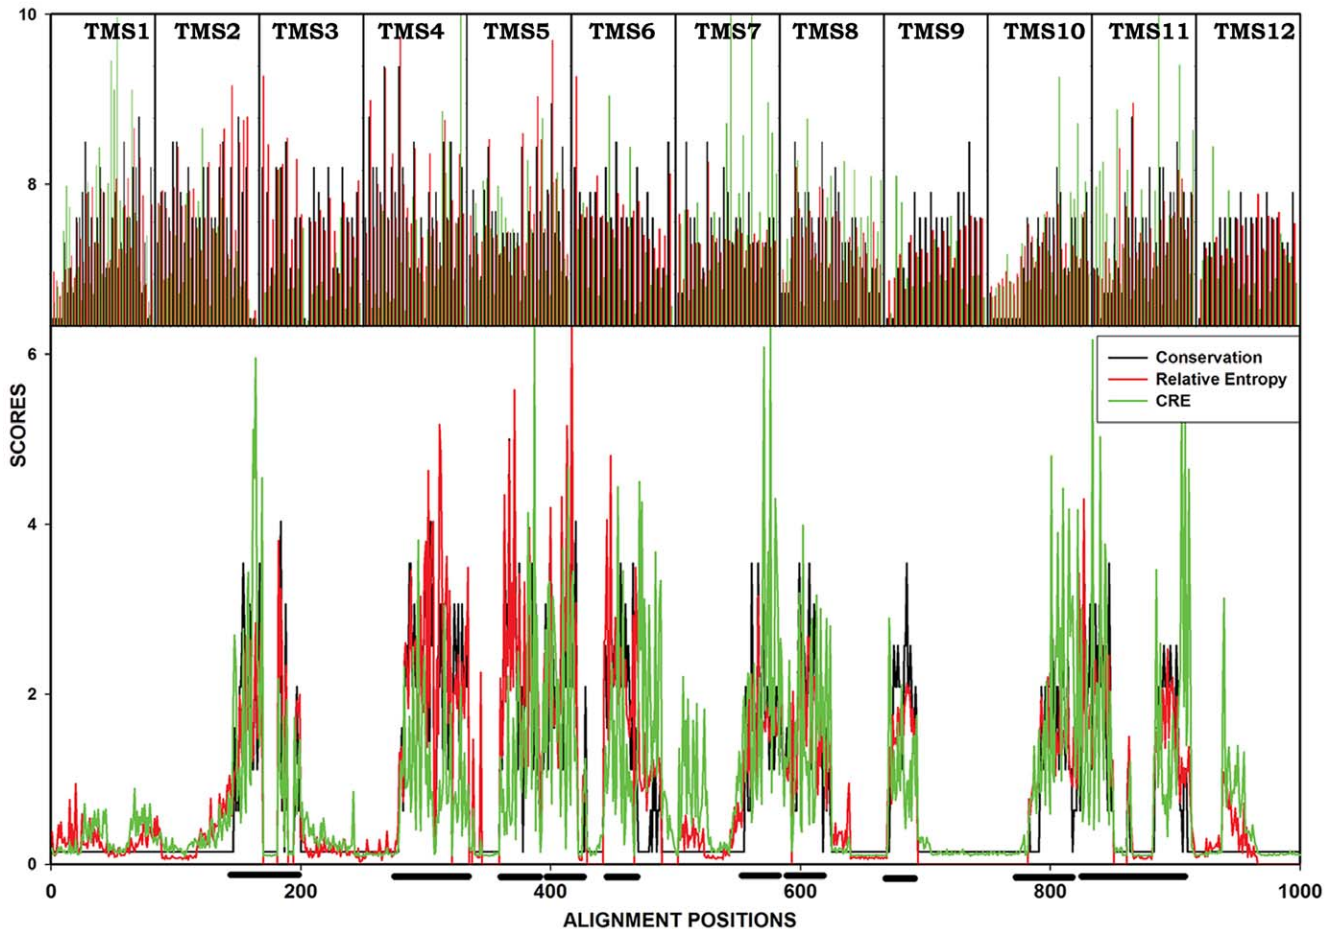 10
TMS1 TMS2 TMS3 TMS4 TMS5 TMS6 TMS7 TMS8 TMS9 TMS10 TMS11 TMS12
8
6
Conservation
Relative Entropy
CRE
SCORES
4
2
0
0 200 400 600 800 1000
ALIGNMENT POSITIONS